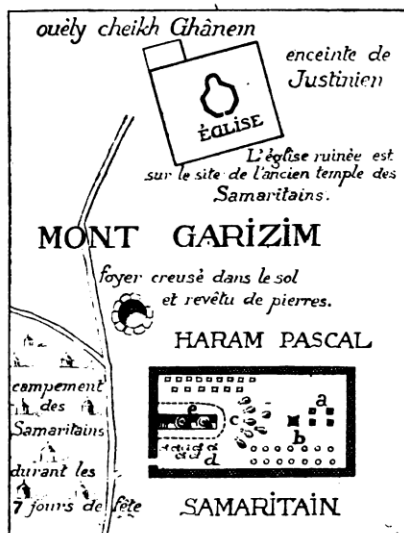 ouèly cheikh Ghânem
enceinte de
Justinien
ÉGLISE
L'église ruinée est
sur le site de l'ancien temple des
Samaritains.
MONT GARIZIM
foyer creusé dans le sol
et revêtu de pierres.
HARAM PASCAL
campement
des
Samaritains
durant les
7 jours de fête
a
b
c
e
d
SAMARITAIN